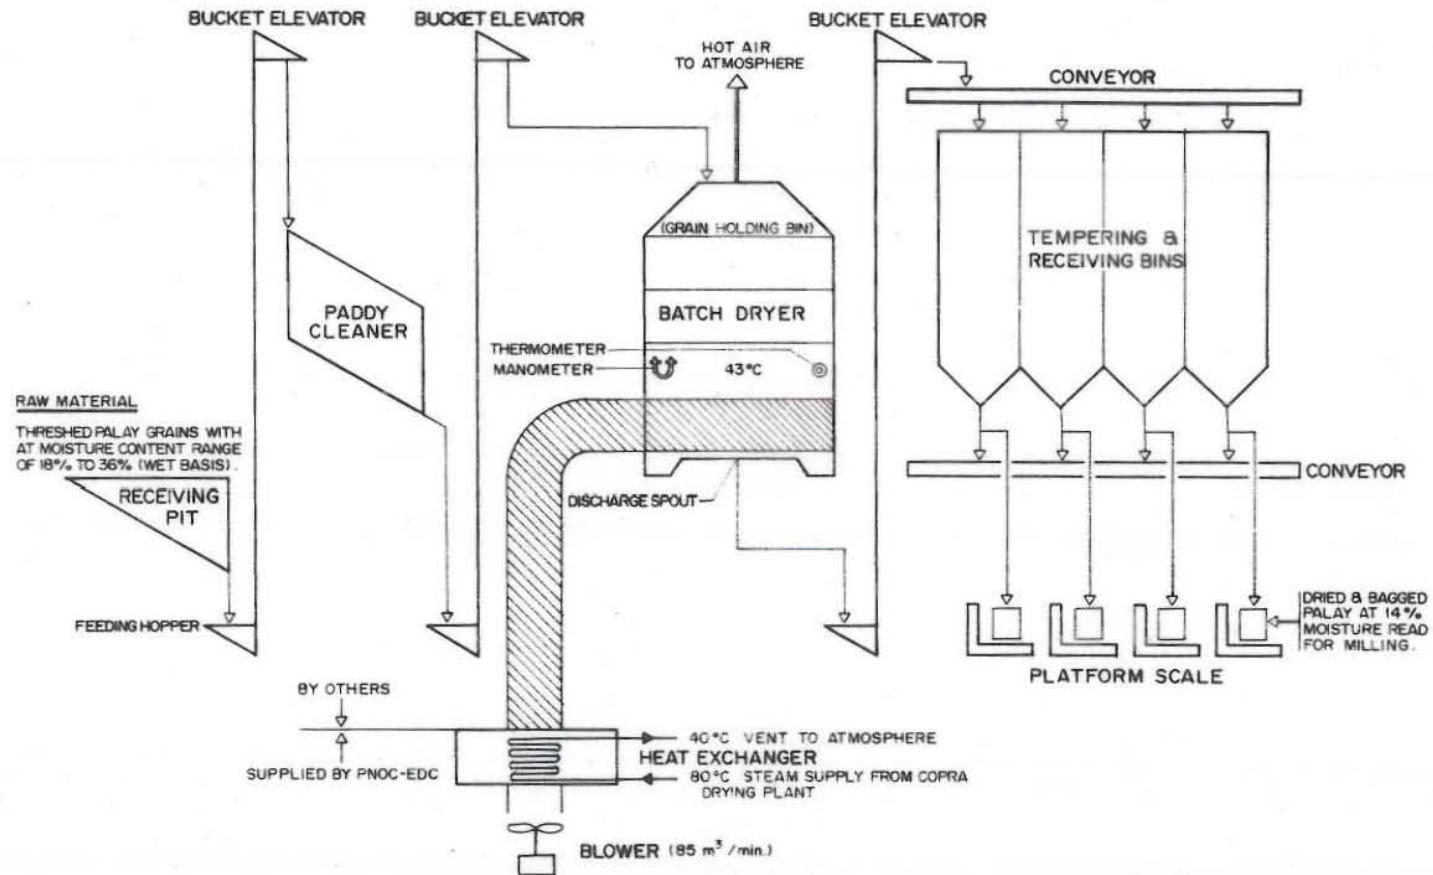 BUCKET ELEVATOR
BUCKET ELEVATOR
BUCKET ELEVATOR
HOT AIR
TO ATMOSPHERE
CONVEYOR
(GRAIN HOLDING BIN)
TEMPERING &
RECEIVING BINS
PADDY
CLEANER
BATCH DRYER
THERMOMETER
MANOMETER
43°C
RAW MATERIAL
THRESHED PALAY GRAINS WITH
AT MOISTURE CONTENT RANGE
OF 18% TO 36% (WET BASIS).
RECEIVING
PIT
CONVEYOR
DISCHARGE SPOUT
FEEDING HOPPER
DRIED & BAGGED
PALAY AT 14%
MOISTURE READ
FOR MILLING.
PLATFORM SCALE
BY OTHERS
SUPPLIED BY PNOC-EDC
40°C VENT TO ATMOSPHERE
HEAT EXCHANGER
80°C STEAM SUPPLY FROM COPRA
DRYING PLANT
BLOWER (85 m³/min.)